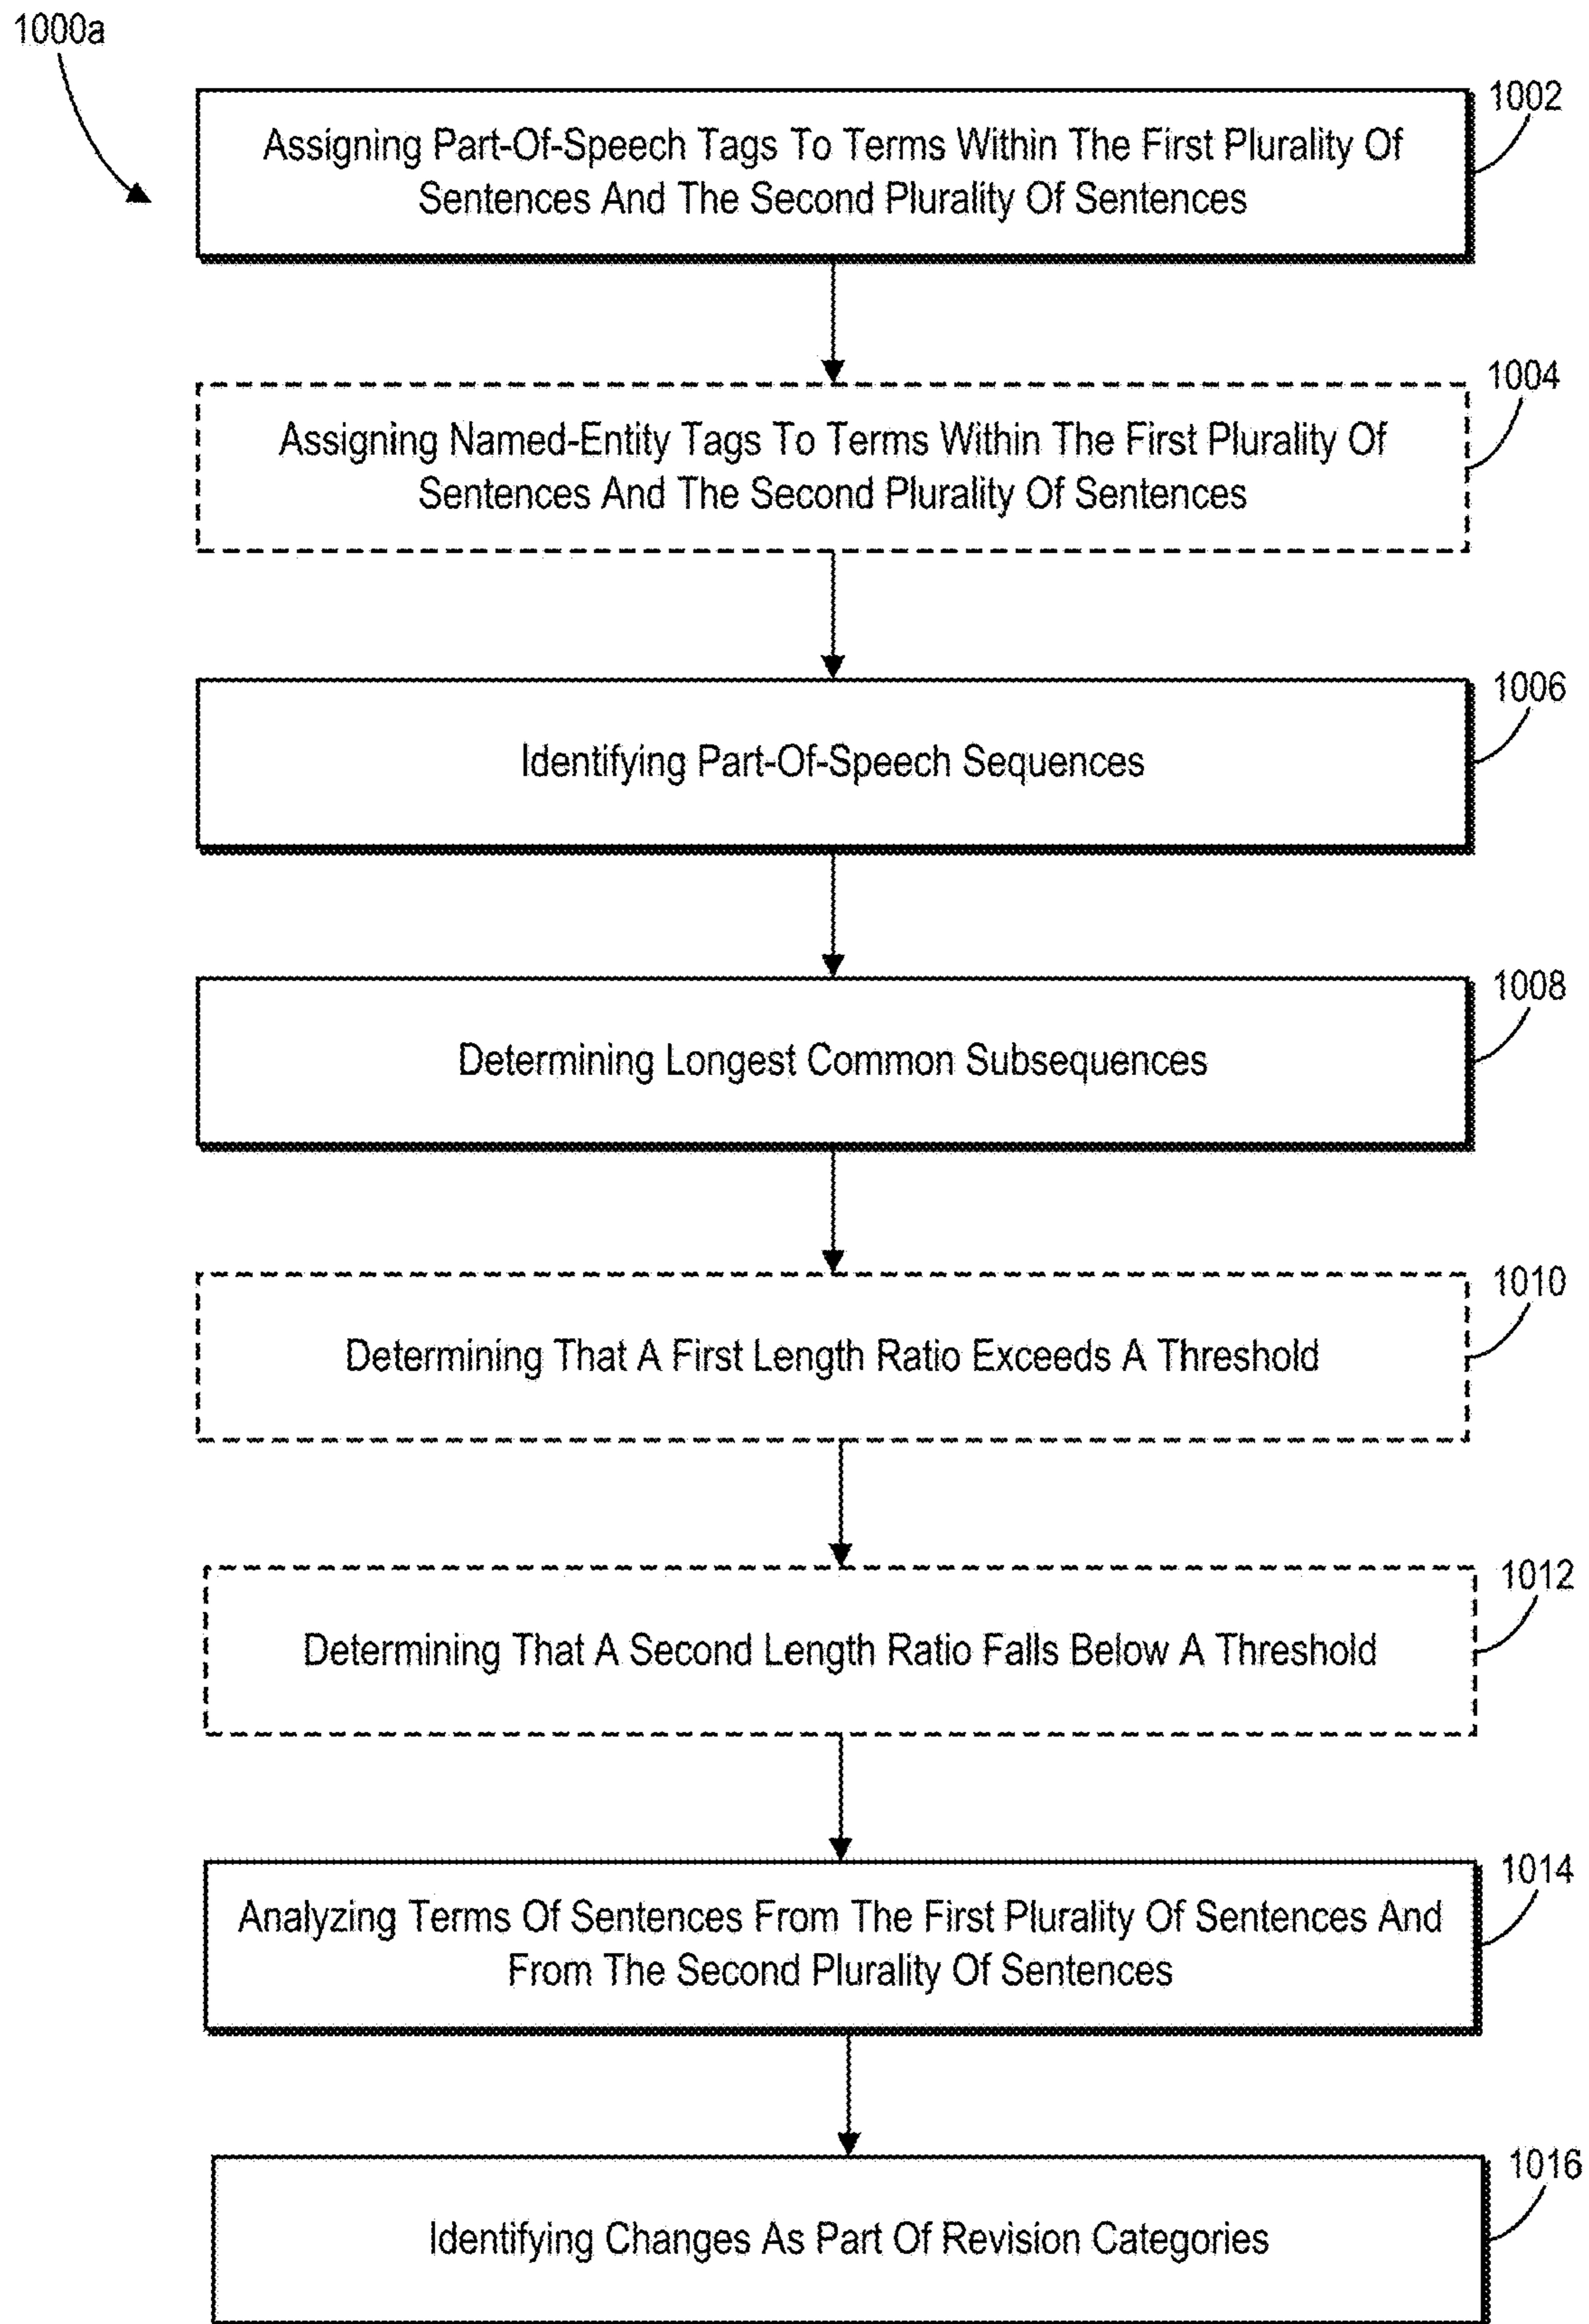 1000a
1002
Assigning Part-Of-Speech Tags To Terms Within The First Plurality Of
Sentences And The Second Plurality Of Sentences
1004
Assigning Named-Entity Tags To Terms Within The First Plurality Of
Sentences And The Second Plurality Of Sentences
1006
Identifying Part-Of-Speech Sequences
1008
Determining Longest Common Subsequences
1010
Determining That A First Length Ratio Exceeds A Threshold
1012
Determining That A Second Length Ratio Falls Below A Threshold
1014
Analyzing Terms Of Sentences From The First Plurality Of Sentences And
From The Second Plurality Of Sentences
1016
Identifying Changes As Part Of Revision Categories